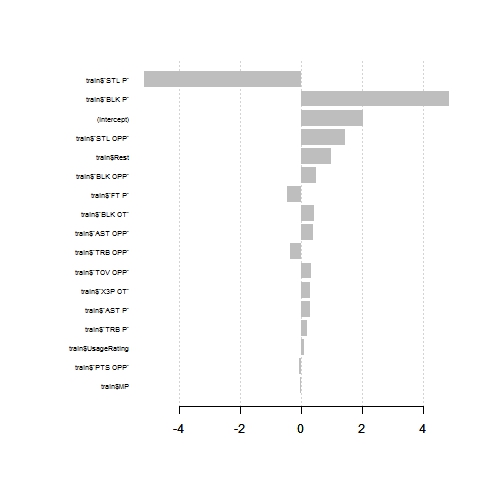 train$`STL P`
train$`BLK P`
(Intercept)
train$`STL OPP`
train$Rest
train$`BLK OPP`
train$`FT P`
train$`BLK OT`
train$`AST OPP`
train$`TRB OPP`
train$`TOV OPP`
train$`X3P OT`
train$`AST P`
train$`TRB P`
train$UsageRating
train$`PTS OPP`
train$MP
-4 -2 0 2 4